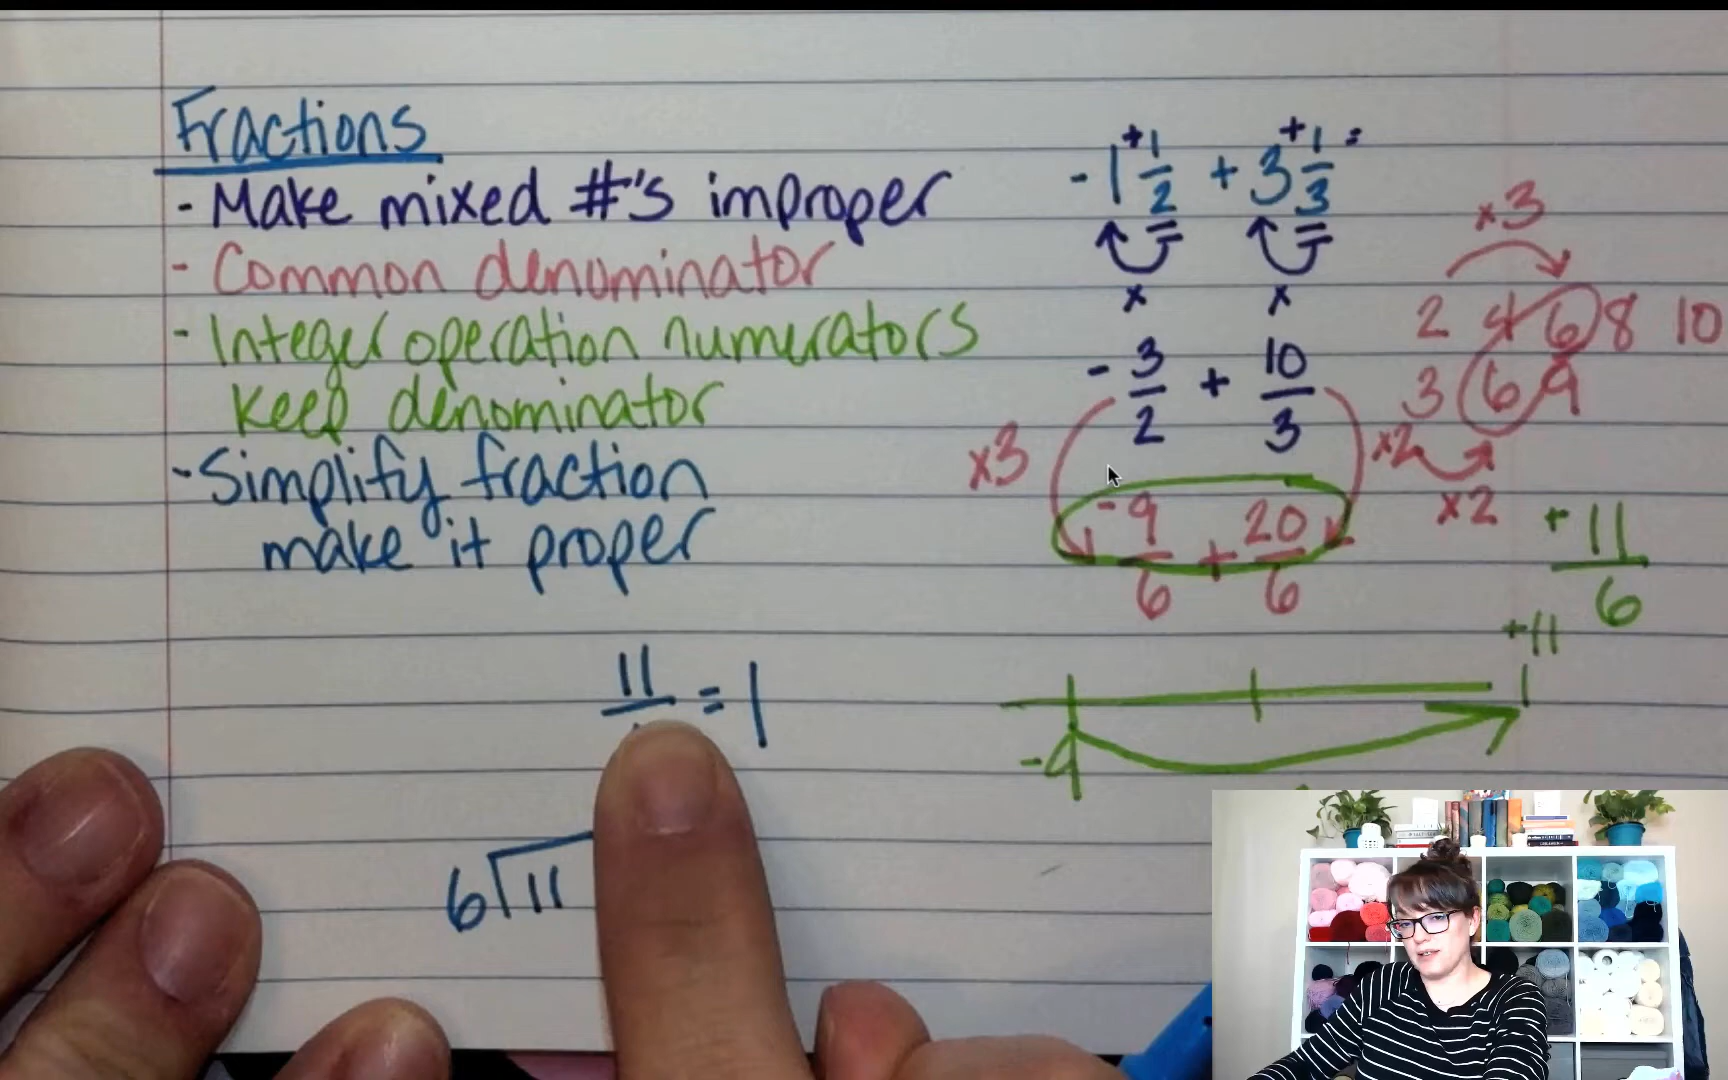 Fractions
- Make mixed #'s improper
- Common denominator
- Integer operation numerators
keep denominator
- Simplify fraction
make it proper
11/ = 1
6 11
+ +
- 1 1/2 + 3 1/3 =
x x
- 3/2 + 10/3
x3 x2
-9/6 + 20/6
x3
2 4 6 8 10
3 6 9
x2
+11/6
-9 +11